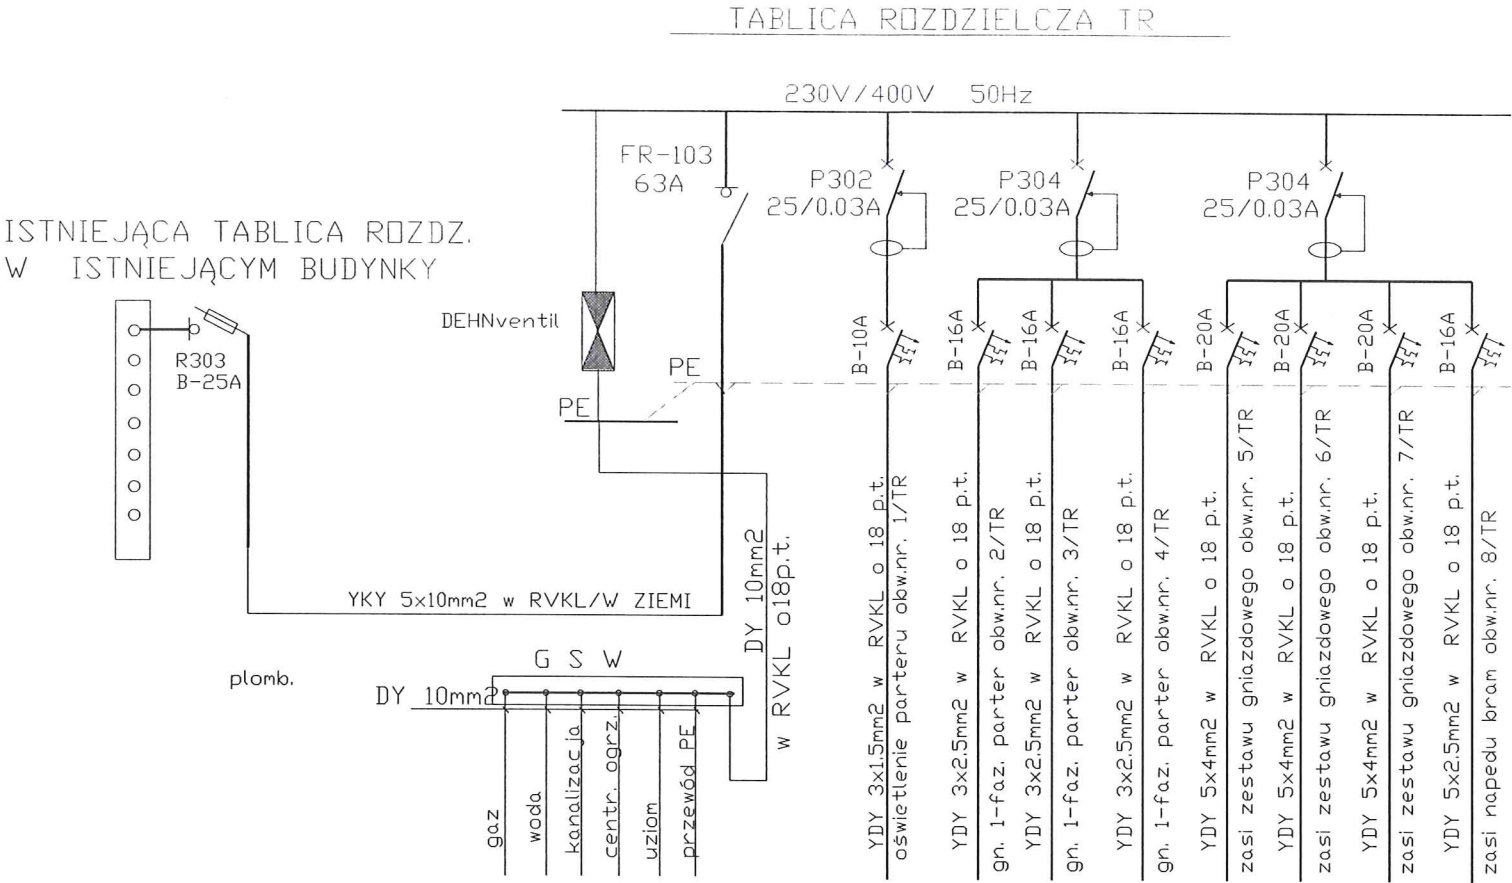 TABLICA ROZDZIELCZA TR
230V/400V 50Hz
FR-103
63A
P302
25/0.03A
P304
25/0.03A
P304
25/0.03A
ISTNIEJĄCA TABLICA ROZDZ.
W ISTNIEJĄCYM BUDYNKY
R303
B-25A
DEHNventil
PE
PE
B-10A
B-16A
B-16A
B-16A
B-20A
B-20A
B-20A
B-16A
YKY 5x10mm2 w RVKL/W ZIEMI
DY 10mm2
w RVKL o18p.t.
plomb.
G S W
DY 10mm2
gaz
woda
kanalizacja
centr. ogrz.
uziom
przewód PE
YDY 3x1.5mm2 w RVKL o 18 p.t.
oświetlenie parteru obw.nr. 1/TR
YDY 3x2.5mm2 w RVKL o 18 p.t.
gn. 1-faz. parter obw.nr. 2/TR
YDY 3x2.5mm2 w RVKL o 18 p.t.
gn. 1-faz. parter obw.nr. 3/TR
YDY 3x2.5mm2 w RVKL o 18 p.t.
gn. 1-faz. parter obw.nr. 4/TR
YDY 5x4mm2 w RVKL o 18 p.t.
zasi zestawu gniazdowego obw.nr. 5/TR
YDY 5x4mm2 w RVKL o 18 p.t.
zasi zestawu gniazdowego obw.nr. 6/TR
YDY 5x4mm2 w RVKL o 18 p.t.
zasi zestawu gniazdowego obw.nr. 7/TR
YDY 5x2.5mm2 w RVKL o 18 p.t.
zasi napedu bram obw.nr. 8/TR